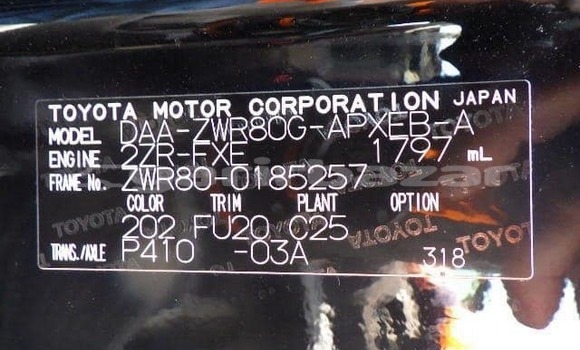 TOYOTA MOTOR CORPORATION JAPAN
MODEL DAA-ZWR80G-APXEB-A
ENGINE 2ZR-FXE 1797 mL
FRAME No. ZWR80-0185257
COLOR TRIM PLANT OPTION
202 FU20 C25
TRANS./AXLE P410 -03A 318